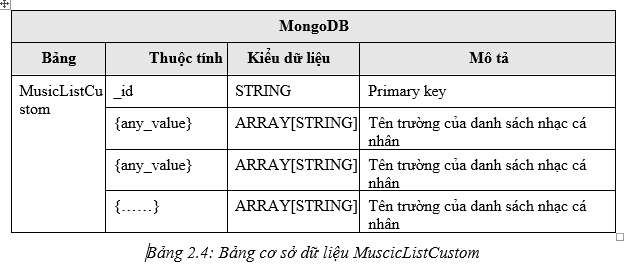 MongoDB
Bảng Thuộc tính Kiểu dữ liệu Mô tả
MusicListCu
stom
_id STRING Primary key
{any_value} ARRAY[STRING] Tên trường của danh sách nhạc cá
nhân
{any_value} ARRAY[STRING] Tên trường của danh sách nhạc cá
nhân
{……} ARRAY[STRING] Tên trường của danh sách nhạc cá
nhân
Bảng 2.4: Bảng cơ sở dữ liệu MuscicListCustom